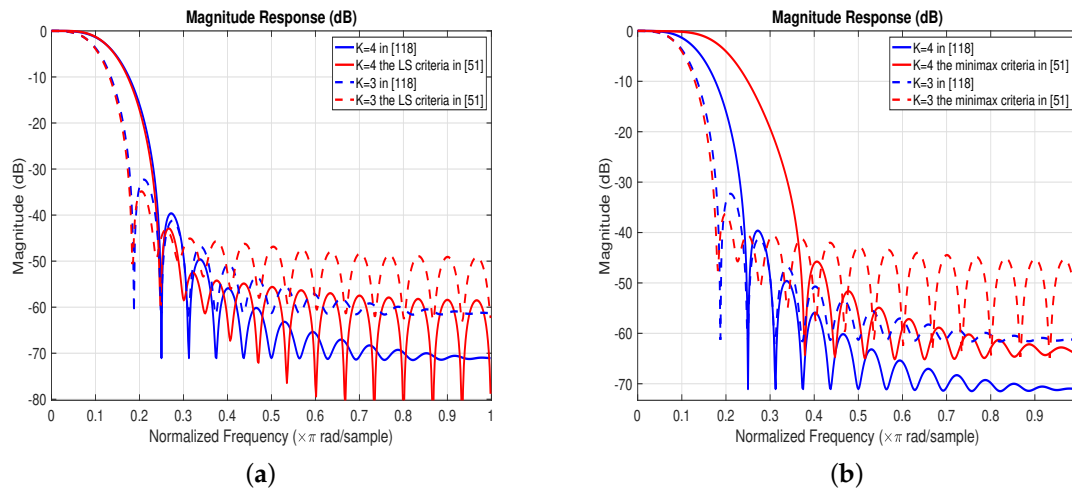 Magnitude Response (dB)
0
-10
-20
-30
-40
-50
-60
-70
-80
Magnitude (dB)
K=4 in [118]
K=4 the LS criteria in [51]
K=3 in [118]
K=3 the LS criteria in [51]
0 0.1 0.2 0.3 0.4 0.5 0.6 0.7 0.8 0.9 1
Normalized Frequency (×π rad/sample)
(a)
Magnitude Response (dB)
0
-10
-20
-30
-40
-50
-60
-70
Magnitude (dB)
K=4 in [118]
K=4 the minimax criteria in [51]
K=3 in [118]
K=3 the minimax criteria in [51]
0 0.1 0.2 0.3 0.4 0.5 0.6 0.7 0.8 0.9
Normalized Frequency (×π rad/sample)
(b)